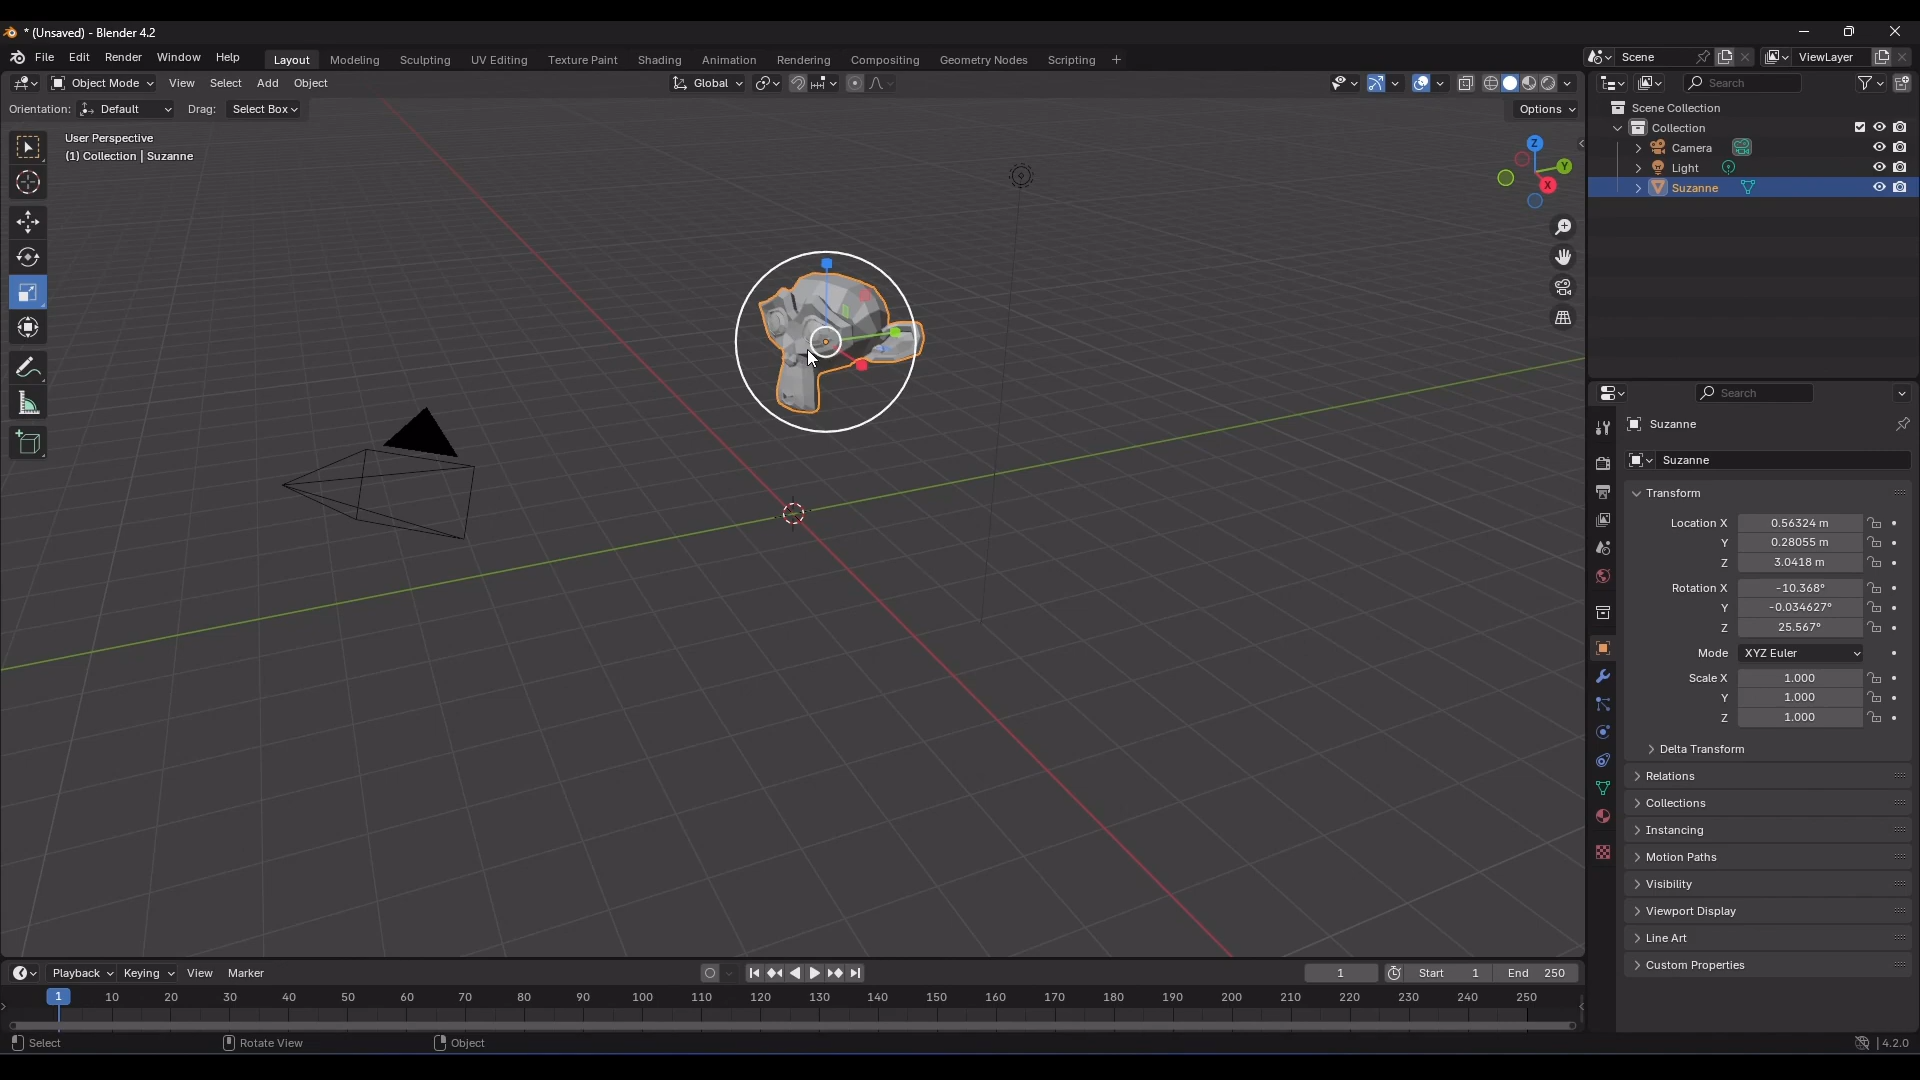 * (Unsaved) - Blender 4.2
File Edit Render Window Help Layout Modeling Sculpting UV Editing Texture Paint Shading Animation Rendering Compositing Geometry Nodes Scripting + Scene ViewLayer
Object Mode View Select Add Object Global Search
Orientation: Default Drag: Select Box Options
User Perspective
(1) Collection | Suzanne
Z
Y
X
Scene Collection
Collection
Camera
Light
Suzanne
Search
Suzanne
Suzanne
Transform
Location X 0.56324 m
Y 0.28055 m
Z 3.0418 m
Rotation X -10.368°
Y -0.034627°
Z 25.567°
Mode XYZ Euler
Scale X 1.000
Y 1.000
Z 1.000
Delta Transform
Relations
Collections
Instancing
Motion Paths
Visibility
Viewport Display
Line Art
Custom Properties
Playback Keying View Marker 1 Start 1 End 250
1 10 20 30 40 50 60 70 80 90 100 110 120 130 140 150 160 170 180 190 200 210 220 230 240 250
Select Rotate View Object 4.2.0